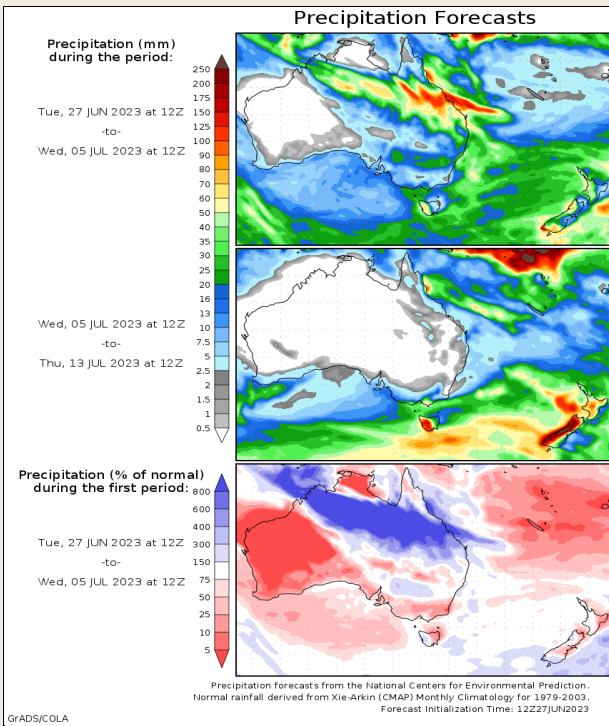 Precipitation Forecasts
Precipitation (mm)
during the period:
Tue, 27 JUN 2023 at 12Z
-to-
Wed, 05 JUL 2023 at 12Z
250
200
175
150
125
100
90
80
70
60
50
40
35
30
25
20
16
13
10
7.5
5
2.5
2
1.5
1
0.5
Wed, 05 JUL 2023 at 12Z
-to-
Thu, 13 JUL 2023 at 12Z
Precipitation (% of normal)
during the first period:
Tue, 27 JUN 2023 at 12Z
-to-
Wed, 05 JUL 2023 at 12Z
800
600
400
300
150
75
50
25
10
5
Precipitation forecasts from the National Centers for Environmental Prediction.
Normal rainfall derived from Xie-Arkin (CMAP) Monthly Climatology for 1979-2003.
Forecast Initialization Time: 12Z27JUN2023
GrADS/COLA